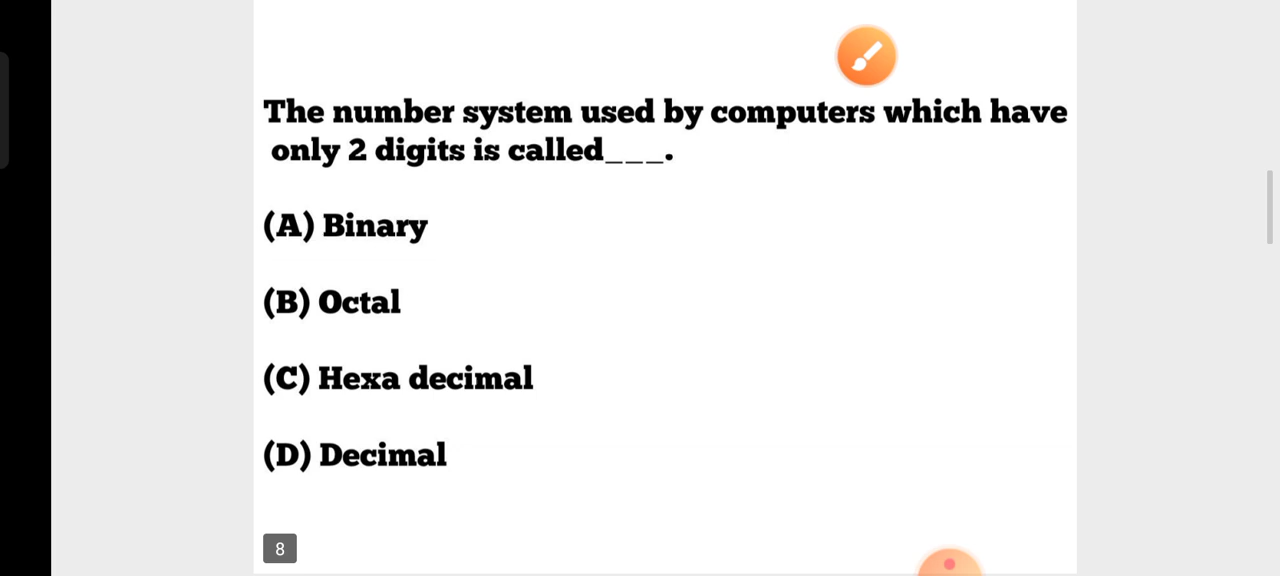 The number system used by computers which have
only 2 digits is called___.
(A) Binary
(B) Octal
(C) Hexa decimal
(D) Decimal
8